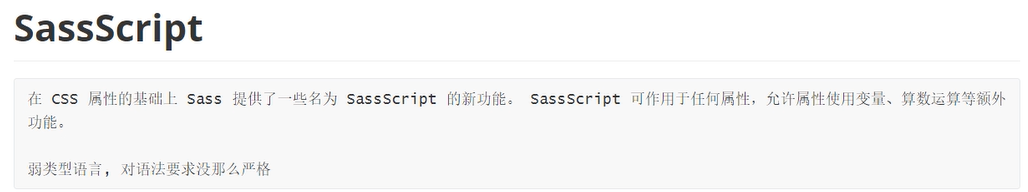 SassScript
在 CSS 属性的基础上 Sass 提供了一些名为 SassScript 的新功能。 SassScript 可作用于任何属性，允许属性使用变量、算数运算等额外
功能。
弱类型语言，对语法要求没那么严格